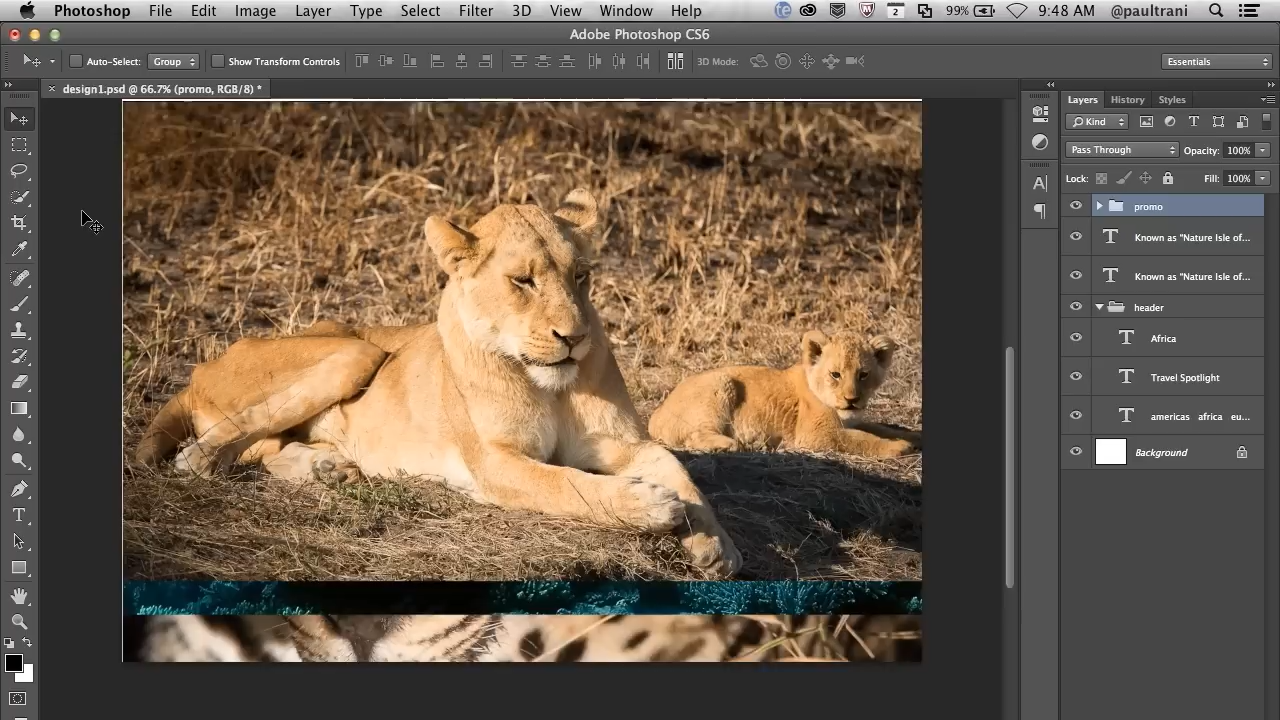 Photoshop File Edit Image Layer Type Select Filter 3D View Window Help 2 99% 9:48 AM @paultrani
Adobe Photoshop CS6
Auto-Select: Group Show Transform Controls 3D Mode: Essentials
× design1.psd @ 66.7% (promo, RGB/8) *
Layers History Styles
Kind
Pass Through Opacity: 100%
Lock: Fill: 100%
promo
Known as "Nature Isle of...
Known as "Nature Isle of...
header
Africa
Travel Spotlight
americas africa eu...
Background